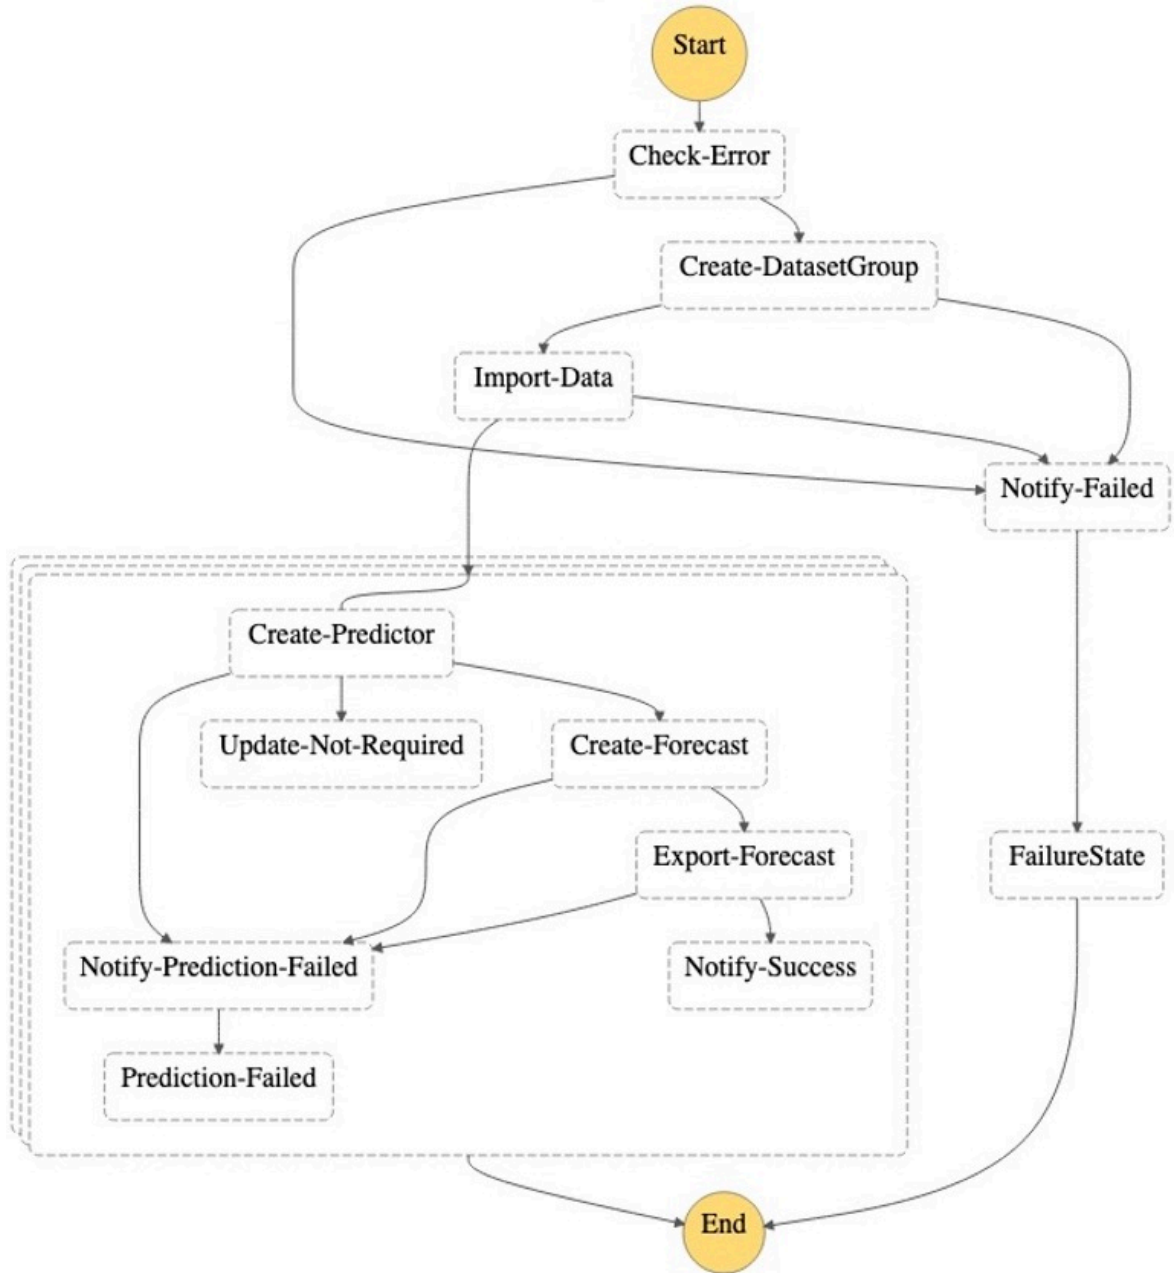 Start
Check-Error
Create-DatasetGroup
Import-Data
Notify-Failed
Create-Predictor
Update-Not-Required
Create-Forecast
Export-Forecast
FailureState
Notify-Prediction-Failed
Notify-Success
Prediction-Failed
End